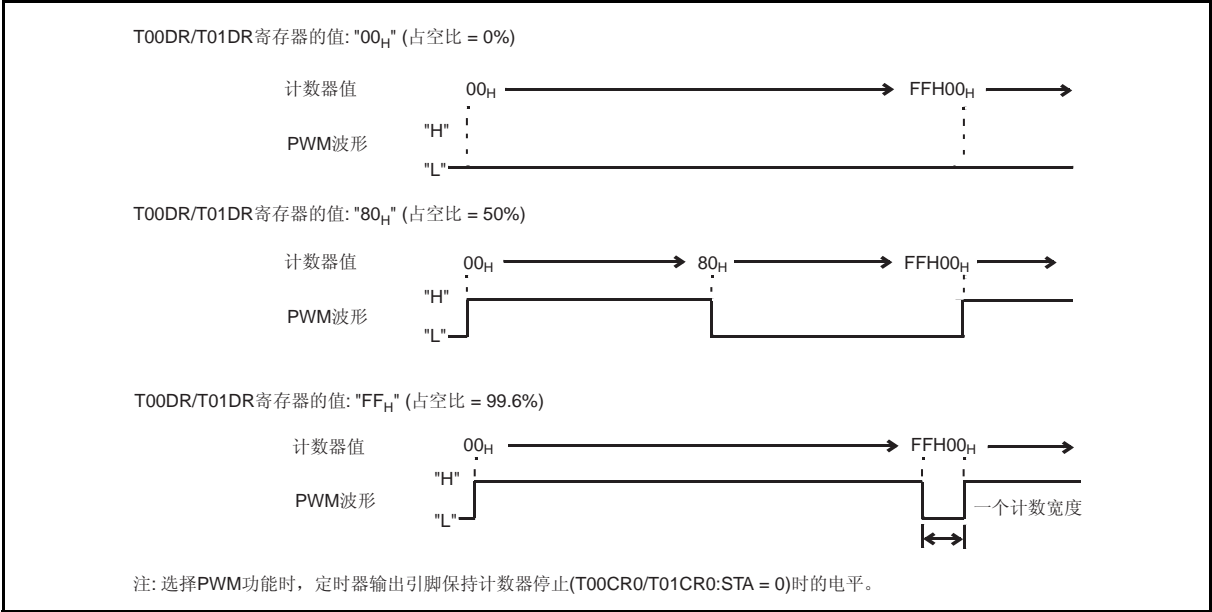 T00DR/T01DR寄存器的值: "00H" (占空比 = 0%)
计数器值 00H FFH00H
PWM波形 "H"
"L"
T00DR/T01DR寄存器的值: "80H" (占空比 = 50%)
计数器值 00H 80H FFH00H
"H"
PWM波形
"L"
T00DR/T01DR寄存器的值: "FFH" (占空比 = 99.6%)
计数器值 00H FFH00H
"H"
PWM波形 一个计数宽度
"L"
注: 选择PWM功能时，定时器输出引脚保持计数器停止(T00CR0/T01CR0:STA = 0)时的电平。